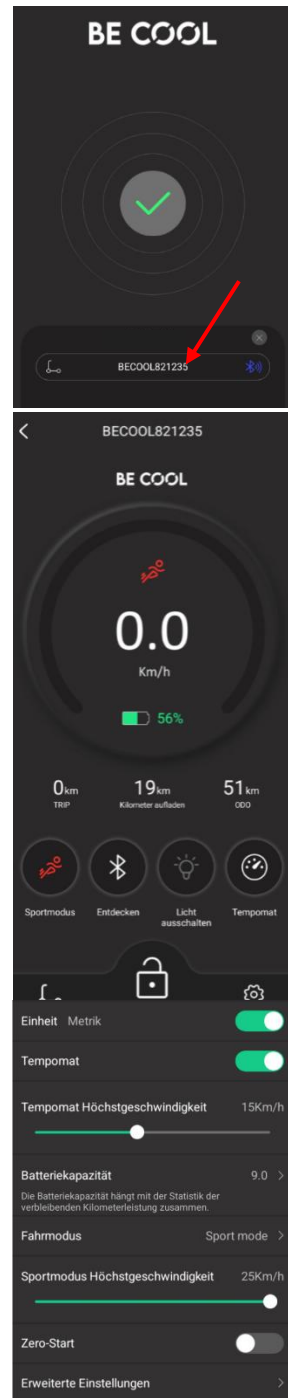 BE COOL
BECOOL821235
BECOOL821235
BE COOL
0.0
Km/h
56%
0km 19km 51km
TRIP Kilometer aufladen ODO
Sportmodus Entdecken Licht ausschalten Tempomat
Einheit Metrik
Tempomat
Tempomat Höchstgeschwindigkeit 15Km/h
Batteriekapazität 9.0 >
Die Batteriekapazität hängt mit der Statistik der
verbleibenden Kilometerleistung zusammen.
Fahrmodus Sport mode >
Sportmodus Höchstgeschwindigkeit 25Km/h
Zero-Start
Erweiterte Einstellungen >